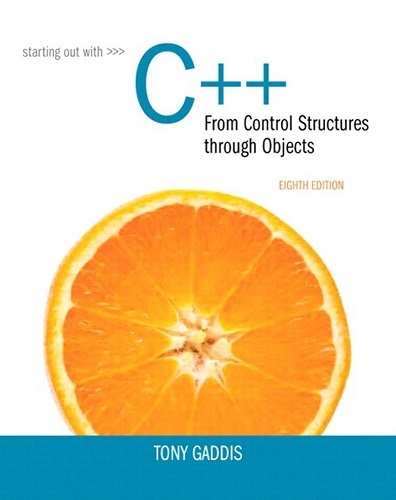 starting out with >>>
C++
From Control Structures
through Objects
EIGHTH EDITION
TONY GADDIS